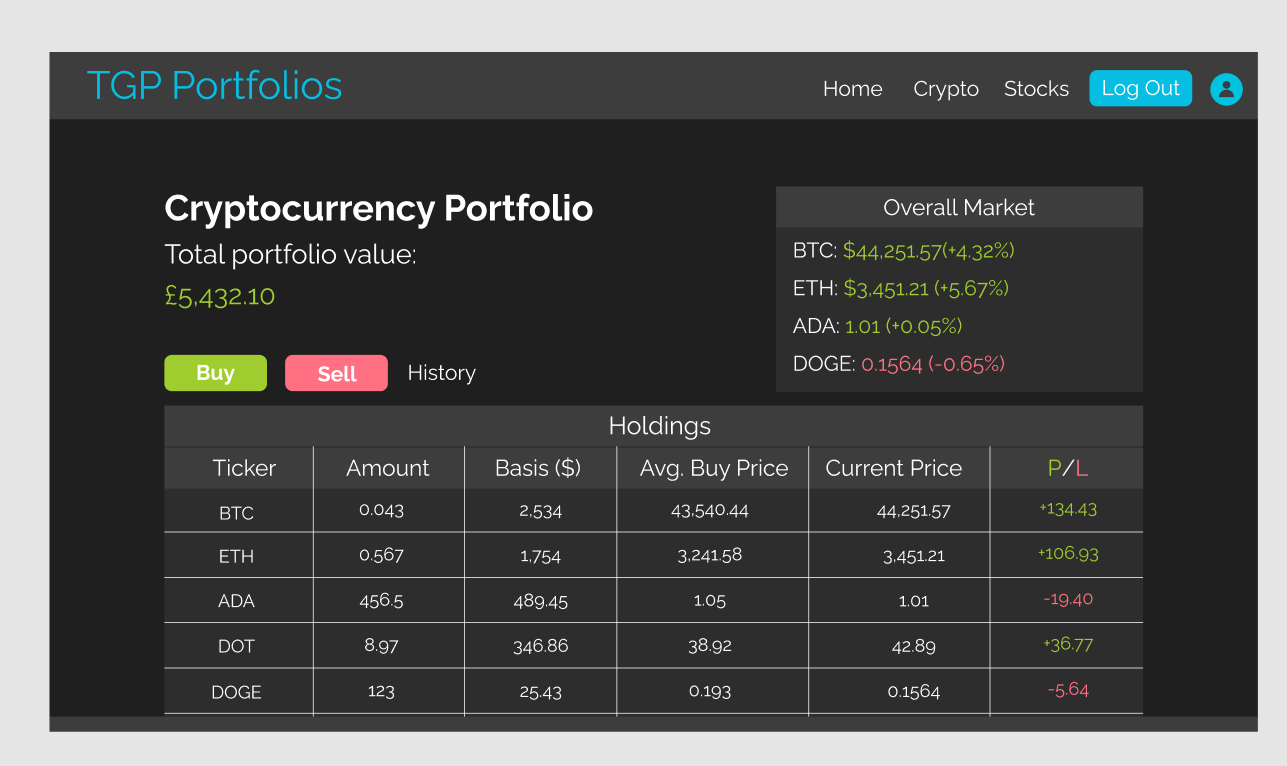 TGP Portfolios
Home Crypto Stocks Log Out
Cryptocurrency Portfolio
Total portfolio value:
£5,432.10
Buy Sell History
Overall Market
BTC: $44,251.57(+4.32%)
ETH: $3,451.21 (+5.67%)
ADA: 1.01 (+0.05%)
DOGE: 0.1564 (-0.65%)
Holdings
Ticker Amount Basis ($) Avg. Buy Price Current Price P/L
BTC 0.043 2,534 43,540.44 44,251.57 +134.43
ETH 0.567 1,754 3,241.58 3,451.21 +106.93
ADA 456.5 489.45 1.05 1.01 -19.40
DOT 8.97 346.86 38.92 42.89 +36.77
DOGE 123 25.43 0.193 0.1564 -5.64